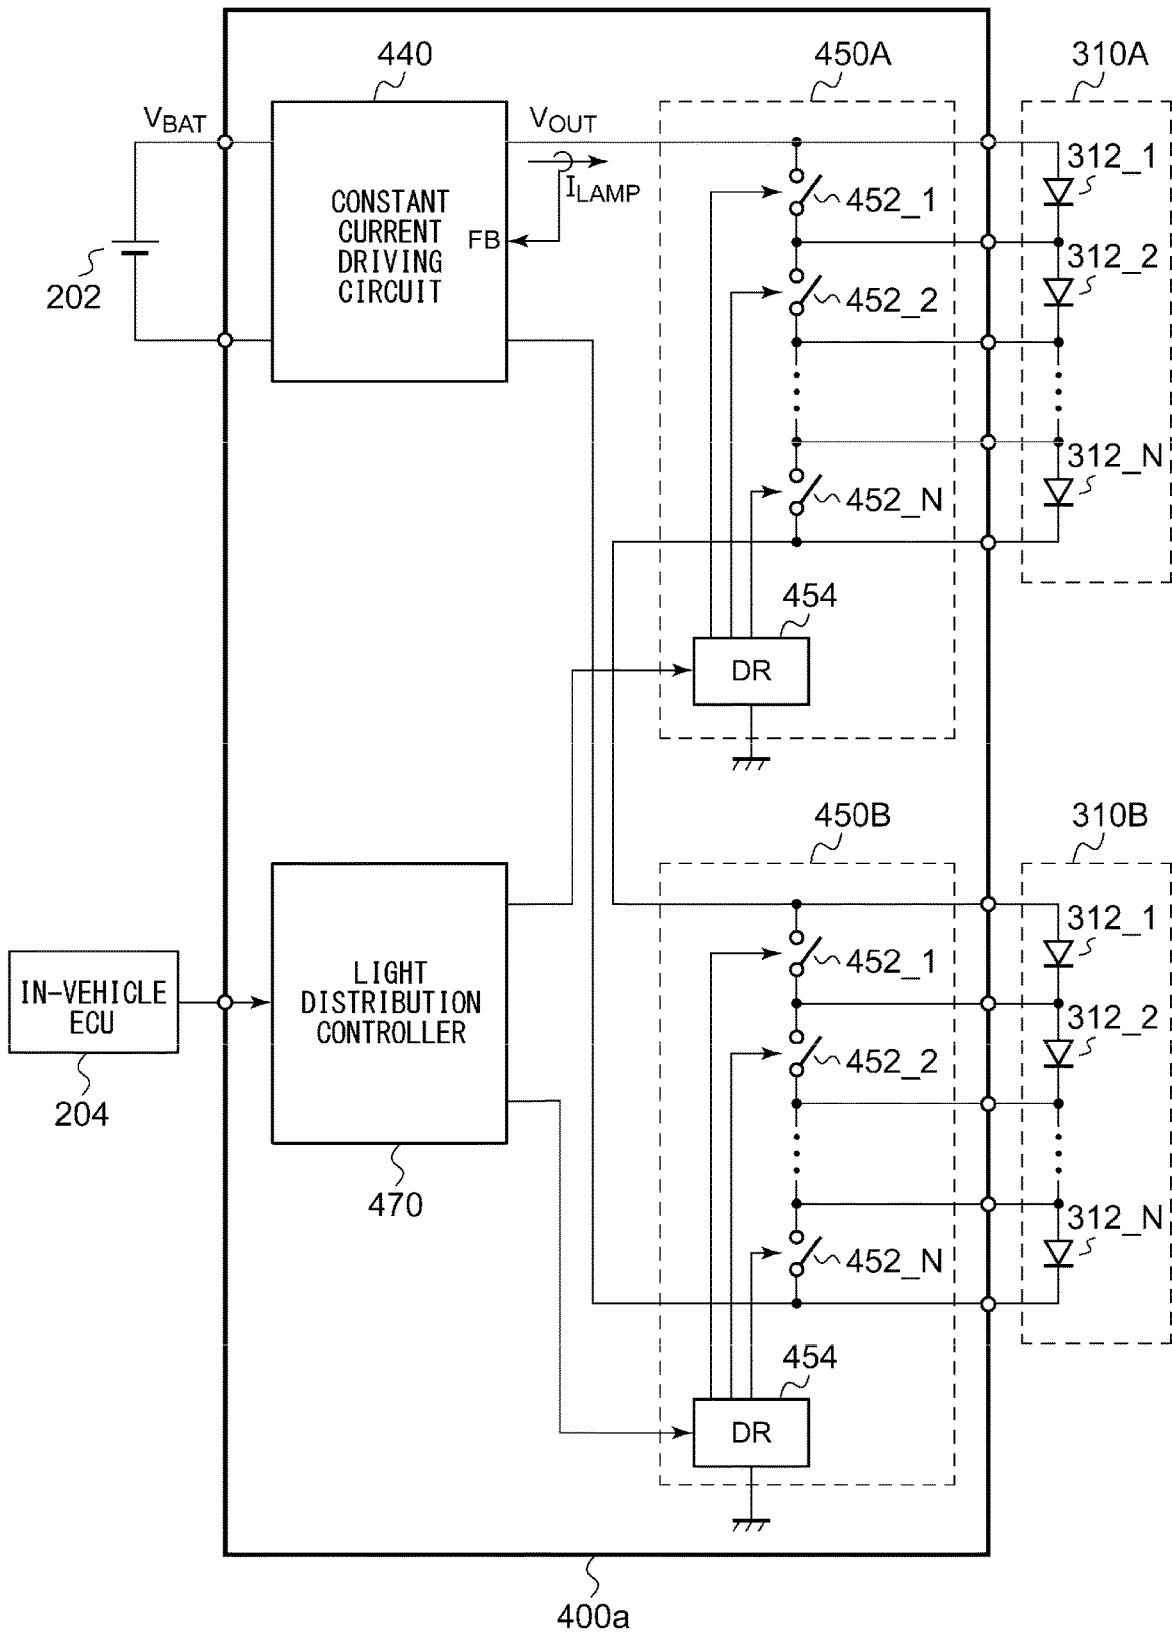 440
450A
310A
VBAT
VOUT
ILAMP
FB
CONSTANT
CURRENT
DRIVING
CIRCUIT
202
452_1
452_2
452_N
312_1
312_2
312_N
454
DR
450B
310B
LIGHT
DISTRIBUTION
CONTROLLER
IN-VEHICLE
ECU
204
470
452_1
452_2
452_N
312_1
312_2
312_N
454
DR
400a